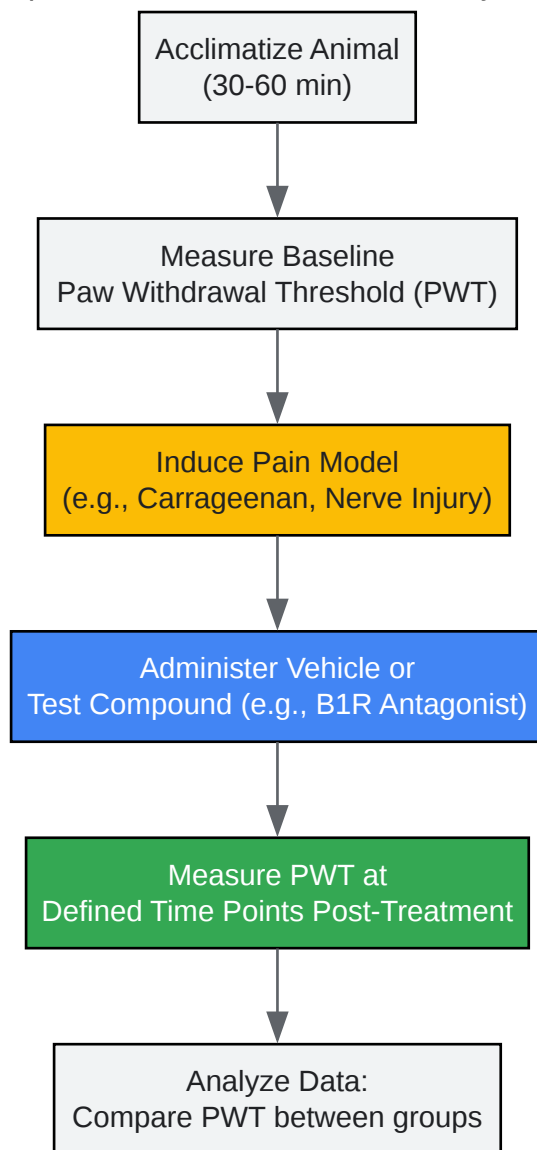 Acclimatize Animal
(30-60 min)
Measure Baseline
Paw Withdrawal Threshold (PWT)
Induce Pain Model
(e.g., Carrageenan, Nerve Injury)
Administer Vehicle or
Test Compound (e.g., B1R Antagonist)
Measure PWT at
Defined Time Points Post-Treatment
Analyze Data:
Compare PWT between groups